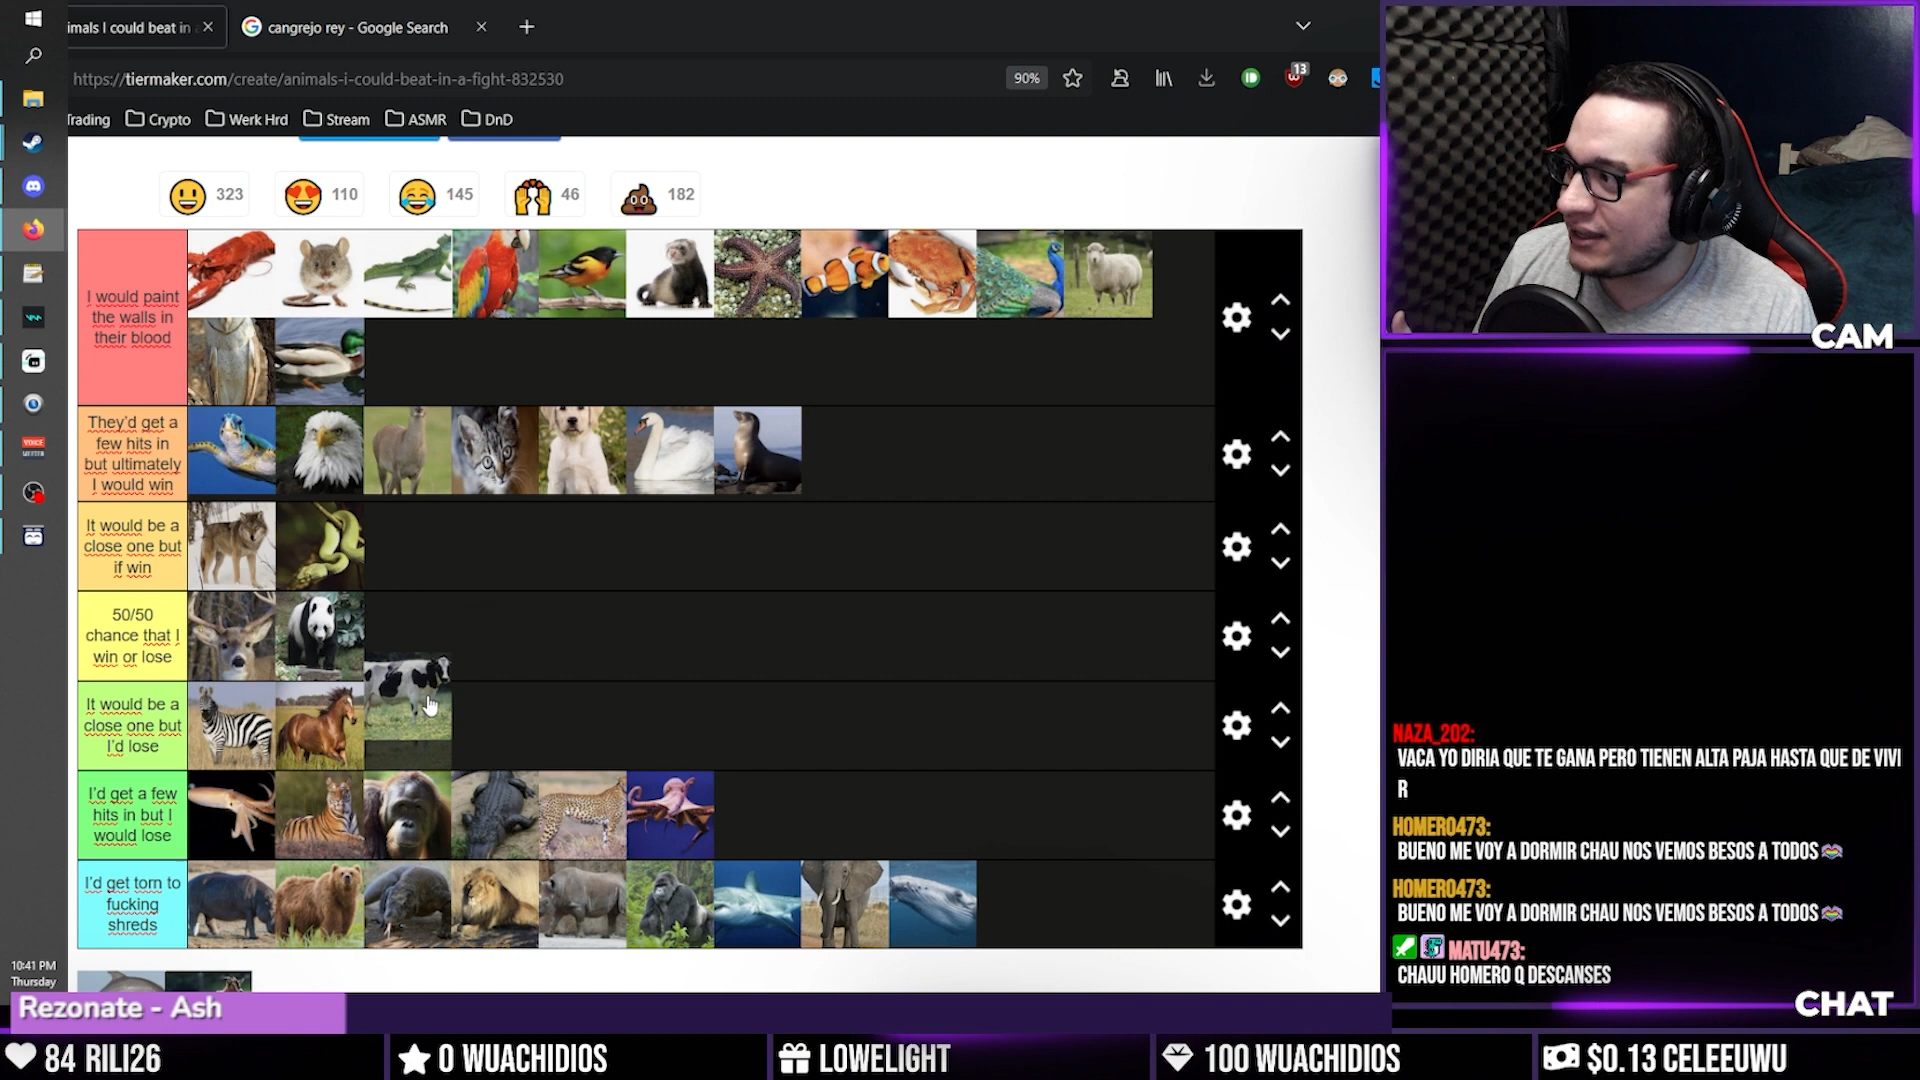 imals I could beat in
cangrejo rey - Google Search
https://tiermaker.com/create/animals-i-could-beat-in-a-fight-832530
90%
13
Trading
Crypto
Werk Hrd
Stream
ASMR
DnD
323
110
145
46
182
I would paint
the walls in
their blood
They'd get a
few hits in
but ultimately
I would win
It would be a
close one but
if win
50/50
chance that I
win or lose
It would be a
close one but
I'd lose
I'd get a few
hits in but I
would lose
I'd get torn to
fucking
shreds
10:41 PM
Thursday
Rezonate - Ash
CAM
NAZA_202:
VACA YO DIRIA QUE TE GANA PERO TIENEN ALTA PAJA HASTA QUE DE VIVI
R
HOMERO473:
BUENO ME VOY A DORMIR CHAU NOS VEMOS BESOS A TODOS
HOMERO473:
BUENO ME VOY A DORMIR CHAU NOS VEMOS BESOS A TODOS
MATU473:
CHAUU HOMERO Q DESCANSES
CHAT
84 RILI26
0 WUACHIDIOS
LOWELIGHT
100 WUACHIDIOS
$0.13 CELEEUWU